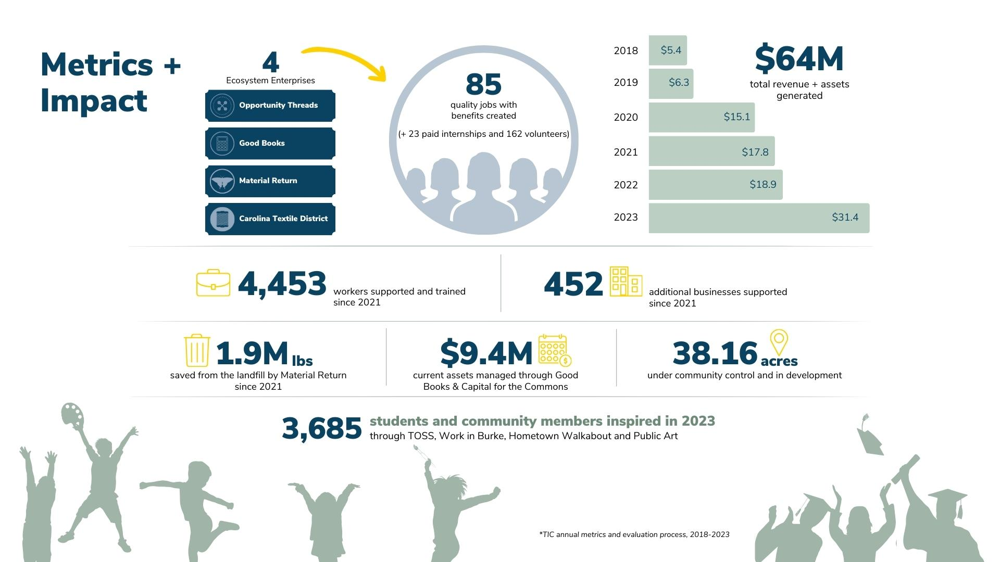 Metrics +
Impact
4
Ecosystem Enterprises
Opportunity Threads
Good Books
Material Return
Carolina Textile District
85
quality jobs with
benefits created
(+ 23 paid internships and 162 volunteers)
2018 $5.4
2019 $6.3
2020 $15.1
2021 $17.8
2022 $18.9
2023 $31.4
$64M
total revenue + assets
generated
4,453
workers supported and trained
since 2021
452
additional businesses supported
since 2021
1.9M lbs
saved from the landfill by Material Return
since 2021
$9.4M
$
current assets managed through Good
Books & Capital for the Commons
38.16 acres
under community control and in development
3,685
students and community members inspired in 2023
through TOSS, Work in Burke, Hometown Walkabout and Public Art
*TIC annual metrics and evaluation process, 2018-2023